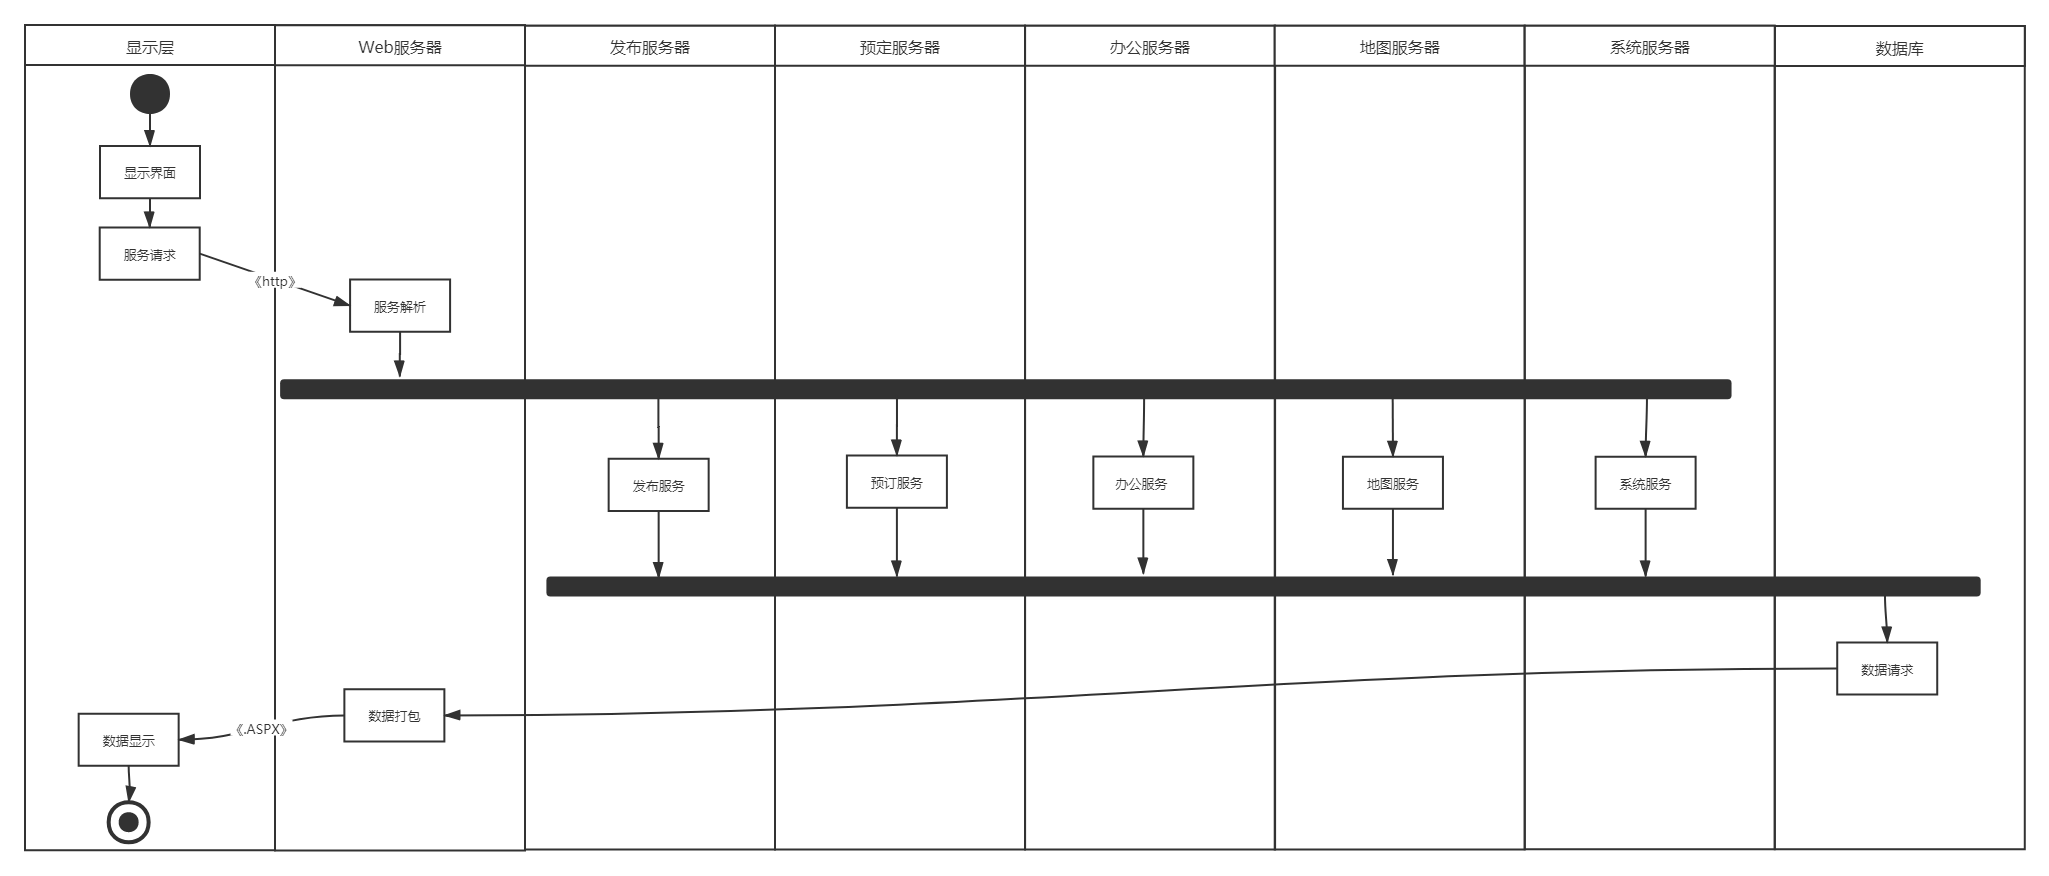 显示层
Web服务器
发布服务器
预定服务器
办公服务器
地图服务器
系统服务器
数据库
显示界面
服务请求
《http》
服务解析
发布服务
预订服务
办公服务
地图服务
系统服务
数据请求
数据打包
《.ASPX》
数据显示